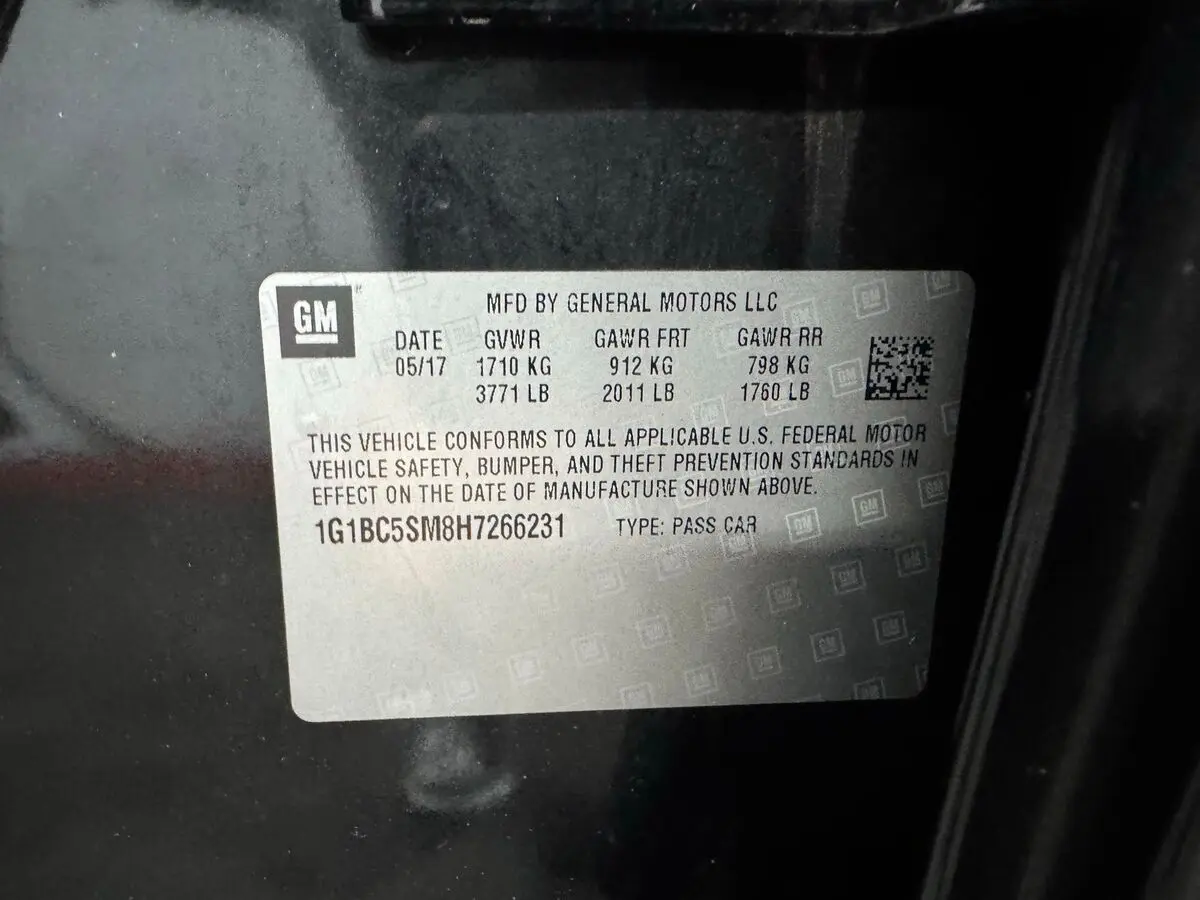 GM
MFD BY GENERAL MOTORS LLC
DATE GVWR GAWR FRT GAWR RR
05/17 1710 KG 912 KG 798 KG
3771 LB 2011 LB 1760 LB
THIS VEHICLE CONFORMS TO ALL APPLICABLE U.S. FEDERAL MOTOR
VEHICLE SAFETY, BUMPER, AND THEFT PREVENTION STANDARDS IN
EFFECT ON THE DATE OF MANUFACTURE SHOWN ABOVE.
1G1BC5SM8H7266231 TYPE: PASS CAR